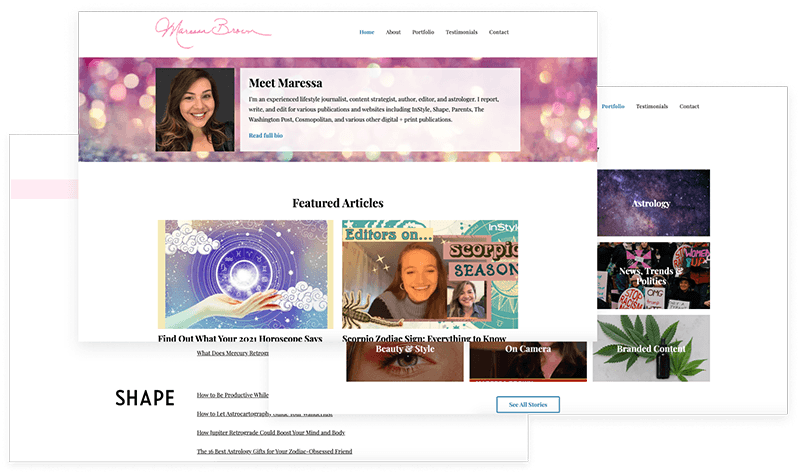 Maressa Brown
Home About Portfolio Testimonials Contact
Meet Maressa
I'm an experienced lifestyle journalist, content strategist, author, editor, and astrologer. I report,
write, and edit for various publications and websites including InStyle, Shape, Parents, The
Washington Post, Cosmopolitan, and various other digital + print publications.
Read full bio
Featured Articles
Editors on...
InStyle
scorpio
SEASON
Find Out What Your 2021 Horoscope Says
Scorpio Zodiac Sign: Everything to Know
Portfolio Testimonials Contact
Astrology
News, Trends &
Politics
Beauty & Style
On Camera
Branded Content
See All Stories
What Does Mercury
SHAPE
How to Be Productive While
How to Let Astrocartography Guide Your Wanderlust
How Jupiter Retrograde Could Boost Your Mind and Body
The 16 Best Astrology Gifts for Your Zodiac-Obsessed Friend